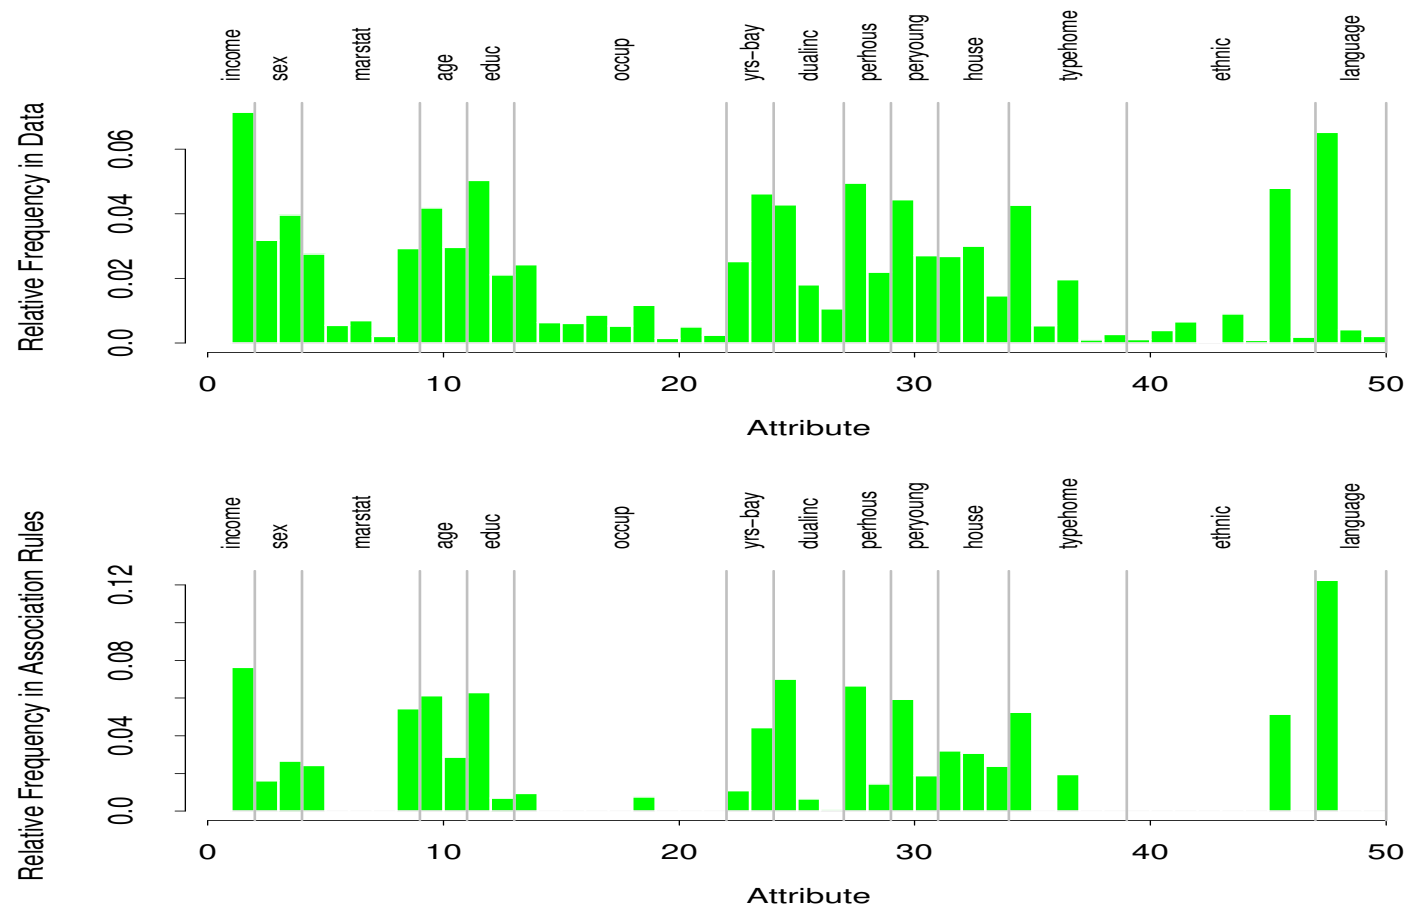 income sex marstat age educ occup yrs-bay dualinc perhous peryoung house typehome ethnic language
Relative Frequency in Data
0.06
0.04
0.02
0.0
0 10 20 30 40 50
Attribute
income sex marstat age educ occup yrs-bay dualinc perhous peryoung house typehome ethnic language
Relative Frequency in Association Rules
0.12
0.08
0.04
0.0
0 10 20 30 40 50
Attribute